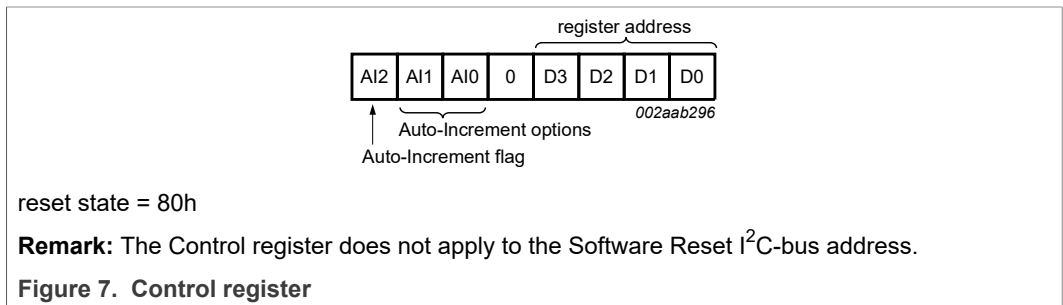 register address
AI2 AI1 AI0 0 D3 D2 D1 D0
002aab296
Auto-Increment options
Auto-Increment flag
reset state = 80h
Remark: The Control register does not apply to the Software Reset I²C-bus address.
Figure 7. Control register